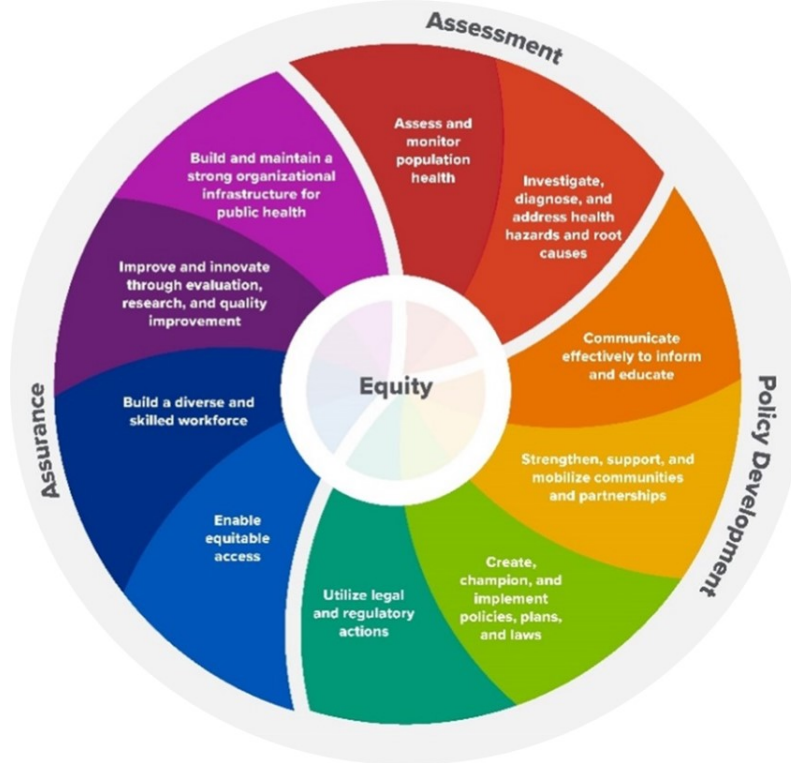 Assessment
Assess and
monitor
population
health
Investigate,
diagnose, and
address health
hazards and root
causes
Policy Development
Communicate
effectively to inform
and educate
Strengthen, support, and
mobilize communities
and partnerships
Create,
champion, and
implement
policies, plans,
and laws
Utilize legal
and regulatory
actions
Assurance
Enable
equitable
access
Build a diverse and
skilled workforce
Improve and innovate
through evaluation,
research, and quality
improvement
Build and maintain a
strong organizational
infrastructure for
public health
Equity